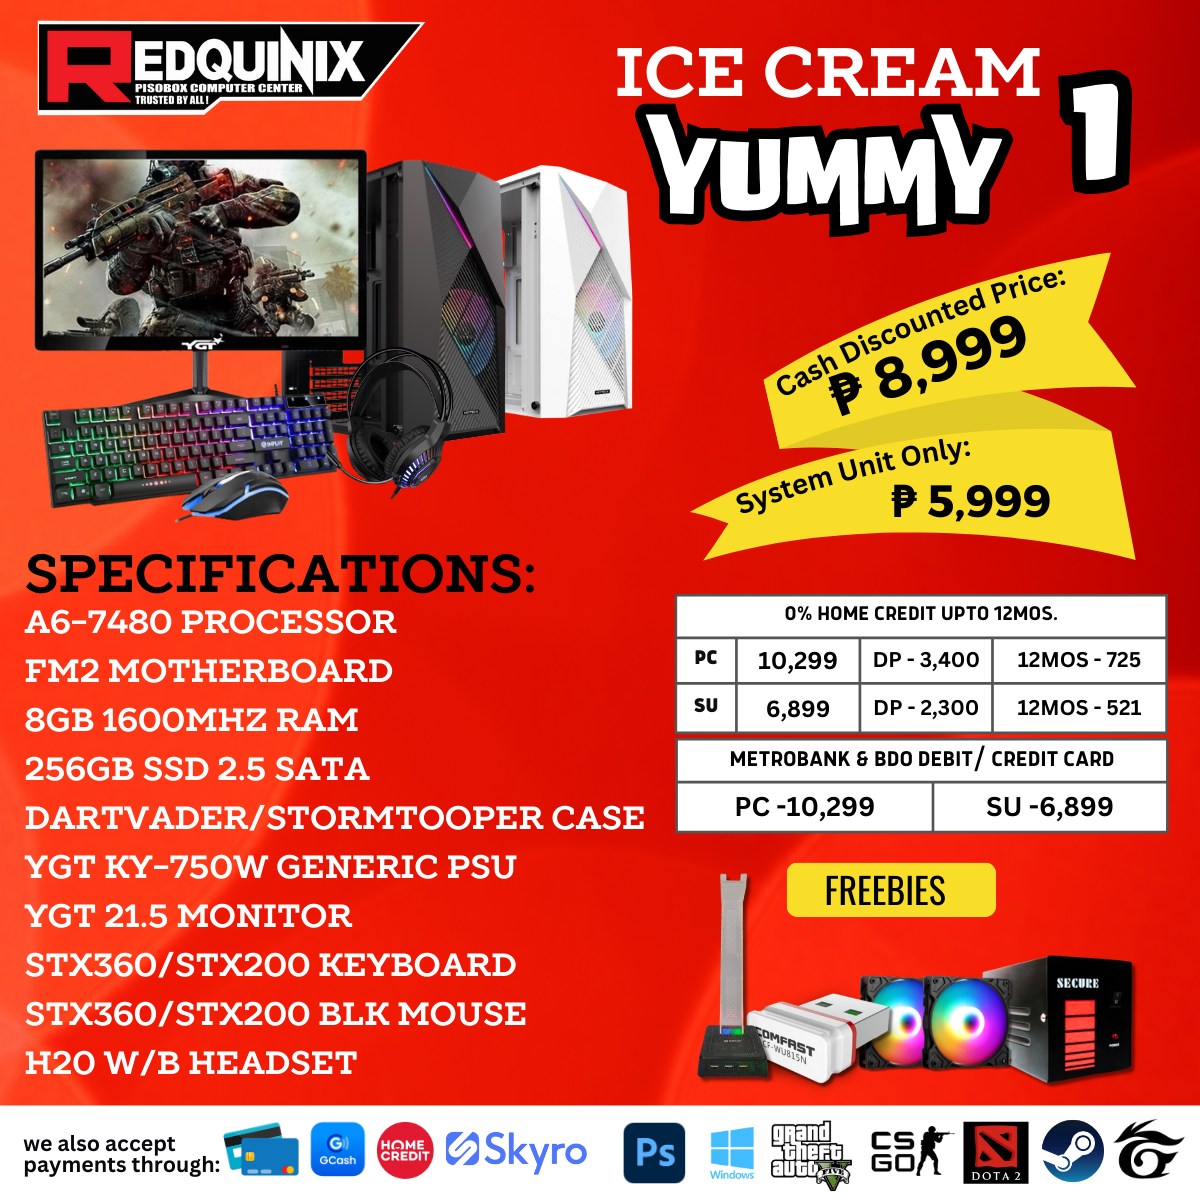 REDQUINIX
PISOBOX COMPUTER CENTER
TRUSTED BY ALL!
ICE CREAM
YUMMY 1
YGT
INPLAY
Cash Discounted Price:
₱ 8,999
System Unit Only:
₱ 5,999
SPECIFICATIONS:
A6-7480 PROCESSOR
FM2 MOTHERBOARD
8GB 1600MHZ RAM
256GB SSD 2.5 SATA
DARTVADER/STORMTOOPER CASE
YGT KY-750W GENERIC PSU
YGT 21.5 MONITOR
STX360/STX200 KEYBOARD
STX360/STX200 BLK MOUSE
H20 W/B HEADSET
0% HOME CREDIT UPTO 12MOS.
PC 10,299 DP - 3,400 12MOS - 725
SU 6,899 DP - 2,300 12MOS - 521
METROBANK & BDO DEBIT/ CREDIT CARD
PC -10,299 SU -6,899
FREEBIES
COMFAST
CF-WU815N
SECURE
we also accept
payments through:
GCash
HOME
CREDIT
Skyro
Ps
Windows
grand
theft
auto
FIVE
CS
GO
DOTA 2